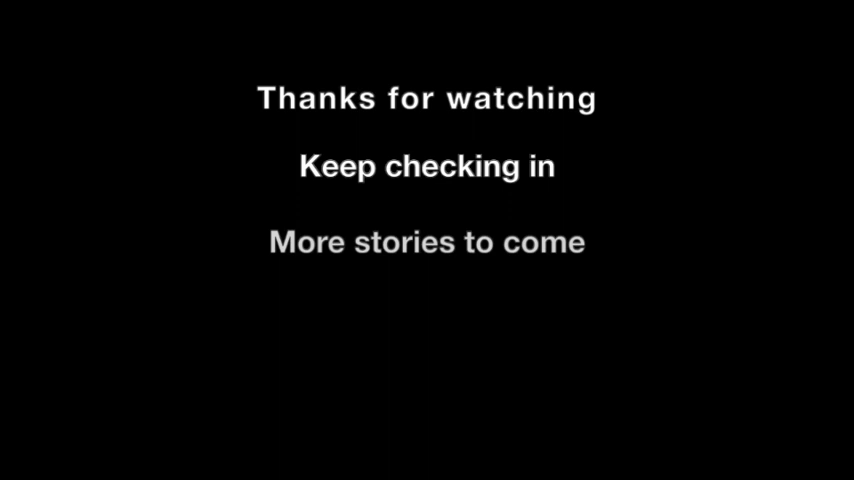 Thanks for watching
Keep checking in
More stories to come